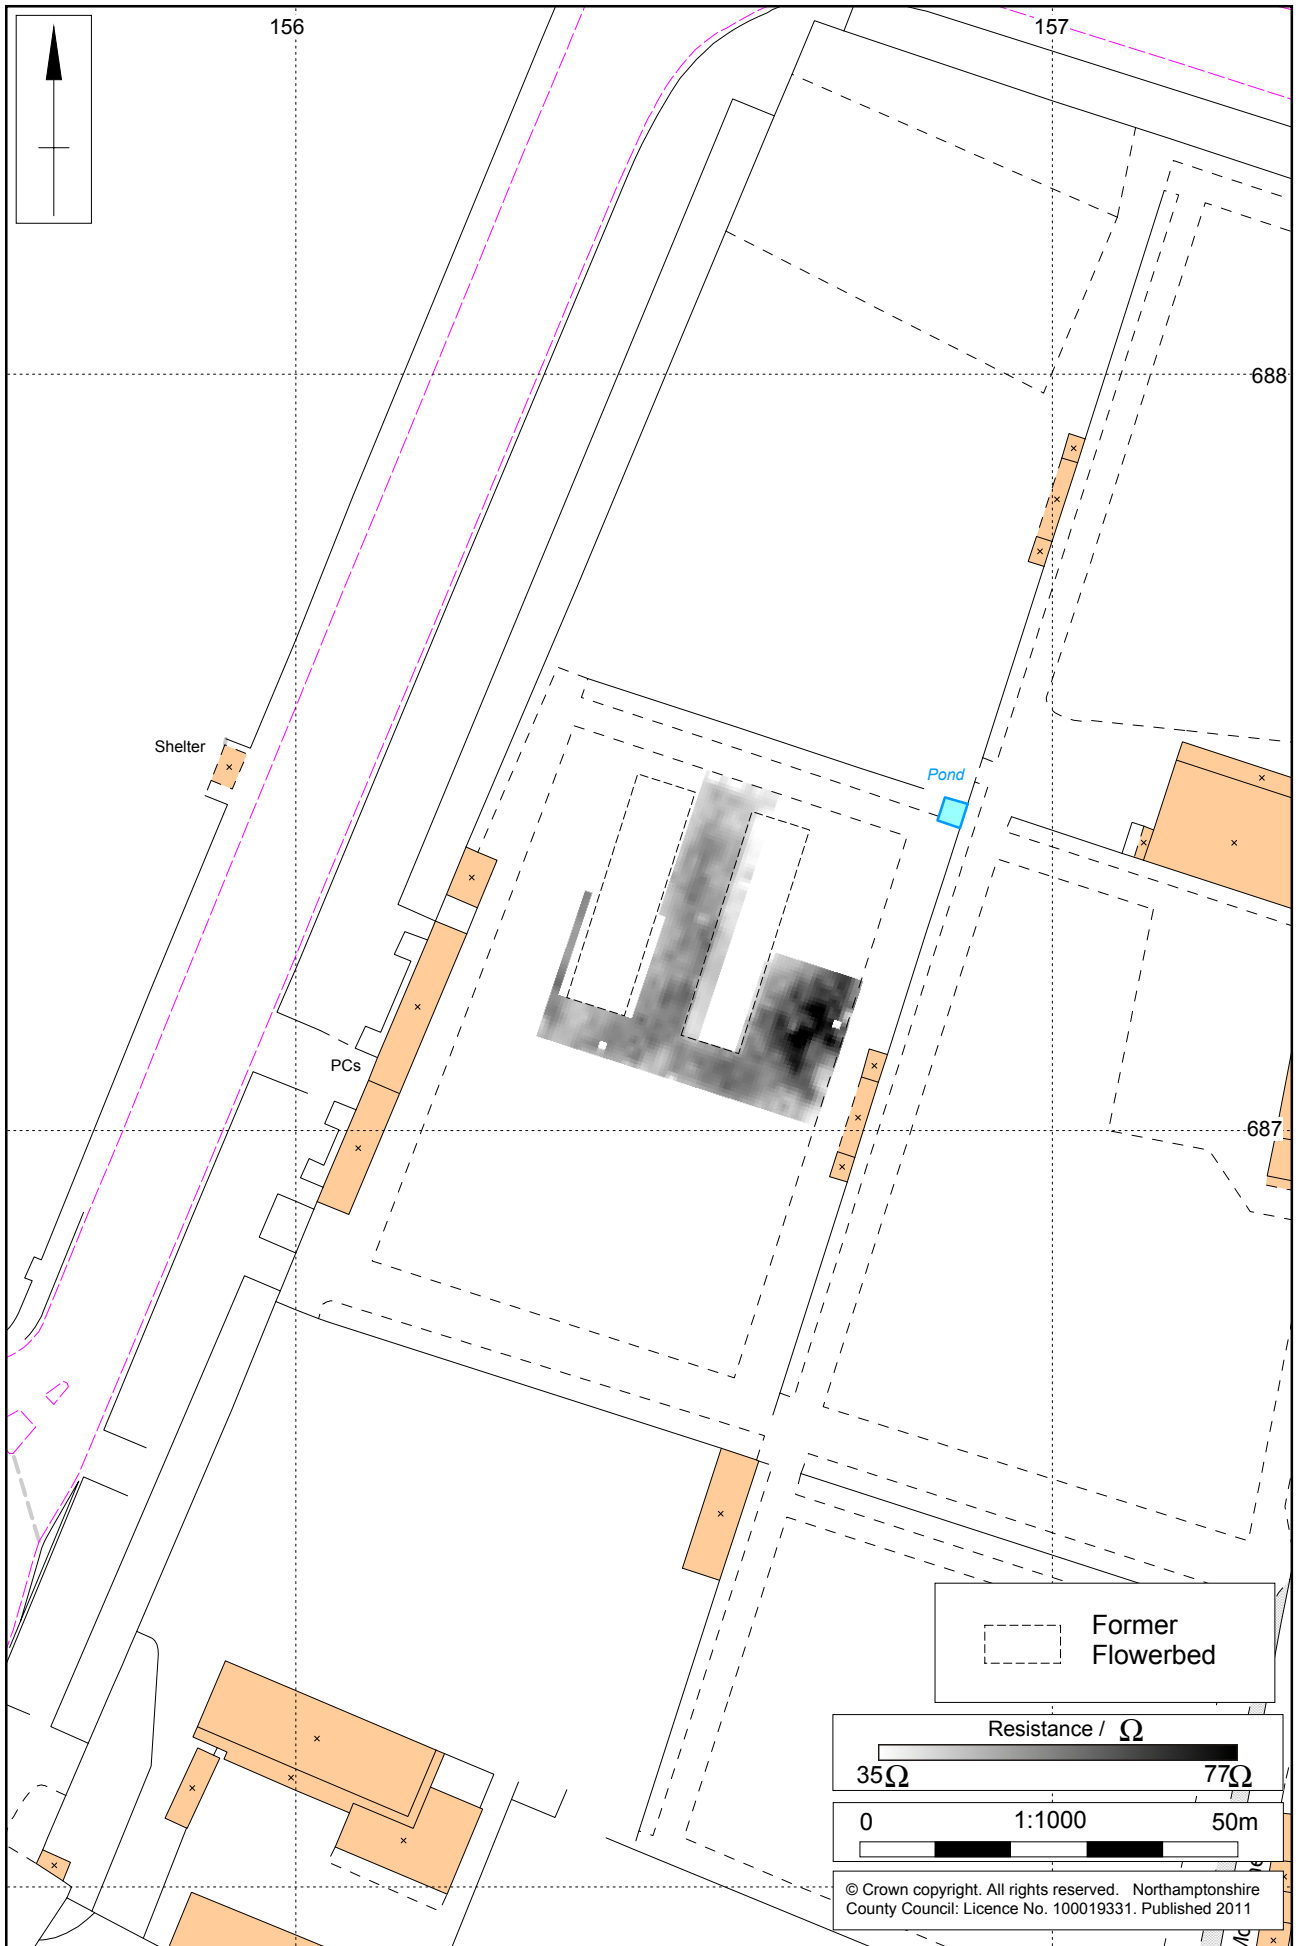 156
157
688
Shelter
Pond
PCs
687
Former
Flowerbed
Resistance / Ω
35Ω
77Ω
0
1:1000
50m
© Crown copyright. All rights reserved. Northamptonshire
County Council: Licence No. 100019331. Published 2011